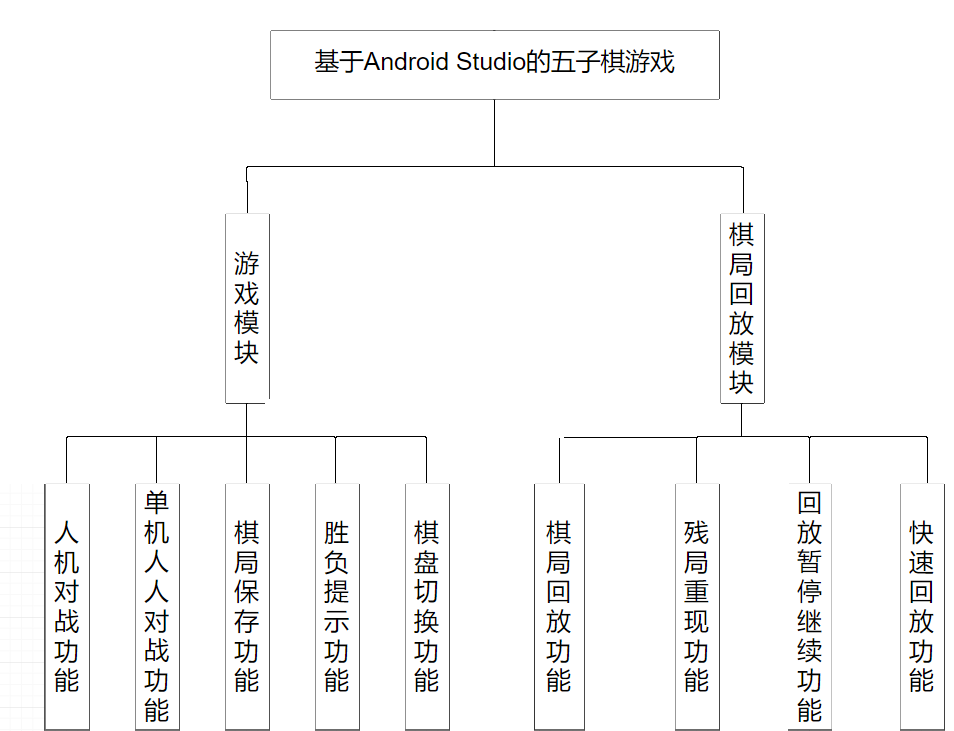 基于Android Studio的五子棋游戏
游戏模块
棋局回放模块
人机对战功能
单机人人对战功能
棋局保存功能
胜负提示功能
棋盘切换功能
棋局回放功能
残局重现功能
回放暂停继续功能
快速回放功能